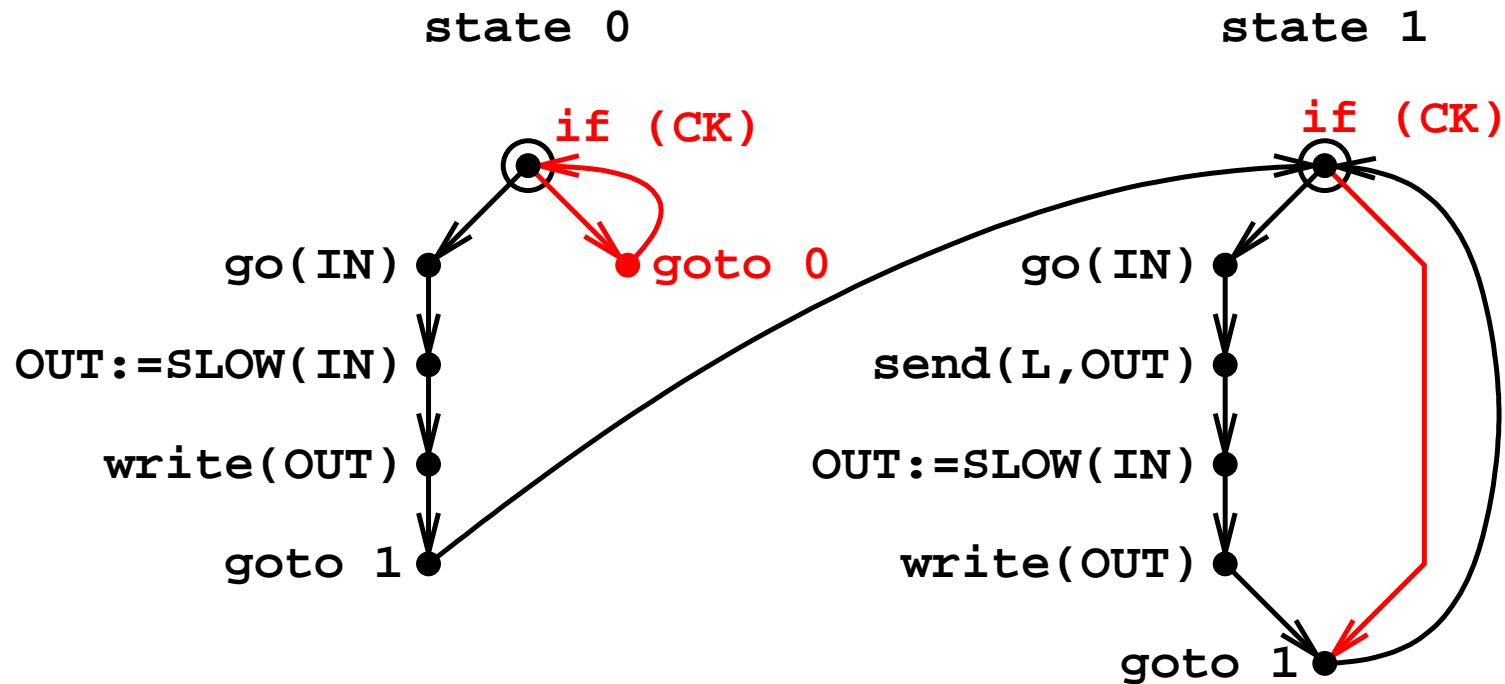 state 0
if (CK)
go(IN)
goto 0
OUT:=SLOW(IN)
write(OUT)
goto 1
state 1
if (CK)
go(IN)
send(L,OUT)
OUT:=SLOW(IN)
write(OUT)
goto 1